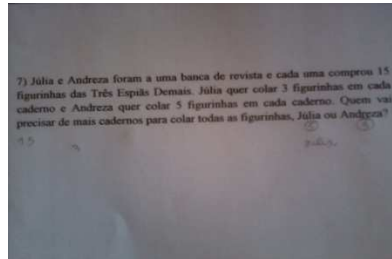 7) Júlia e Andreza foram a uma banca de revista e cada uma comprou 15
figurinhas das Três Espiãs Demais. Júlia quer colar 3 figurinhas em cada
caderno e Andreza quer colar 5 figurinhas em cada caderno. Quem vai
precisar de mais cadernos para colar todas as figurinhas, Júlia ou Andreza?
15